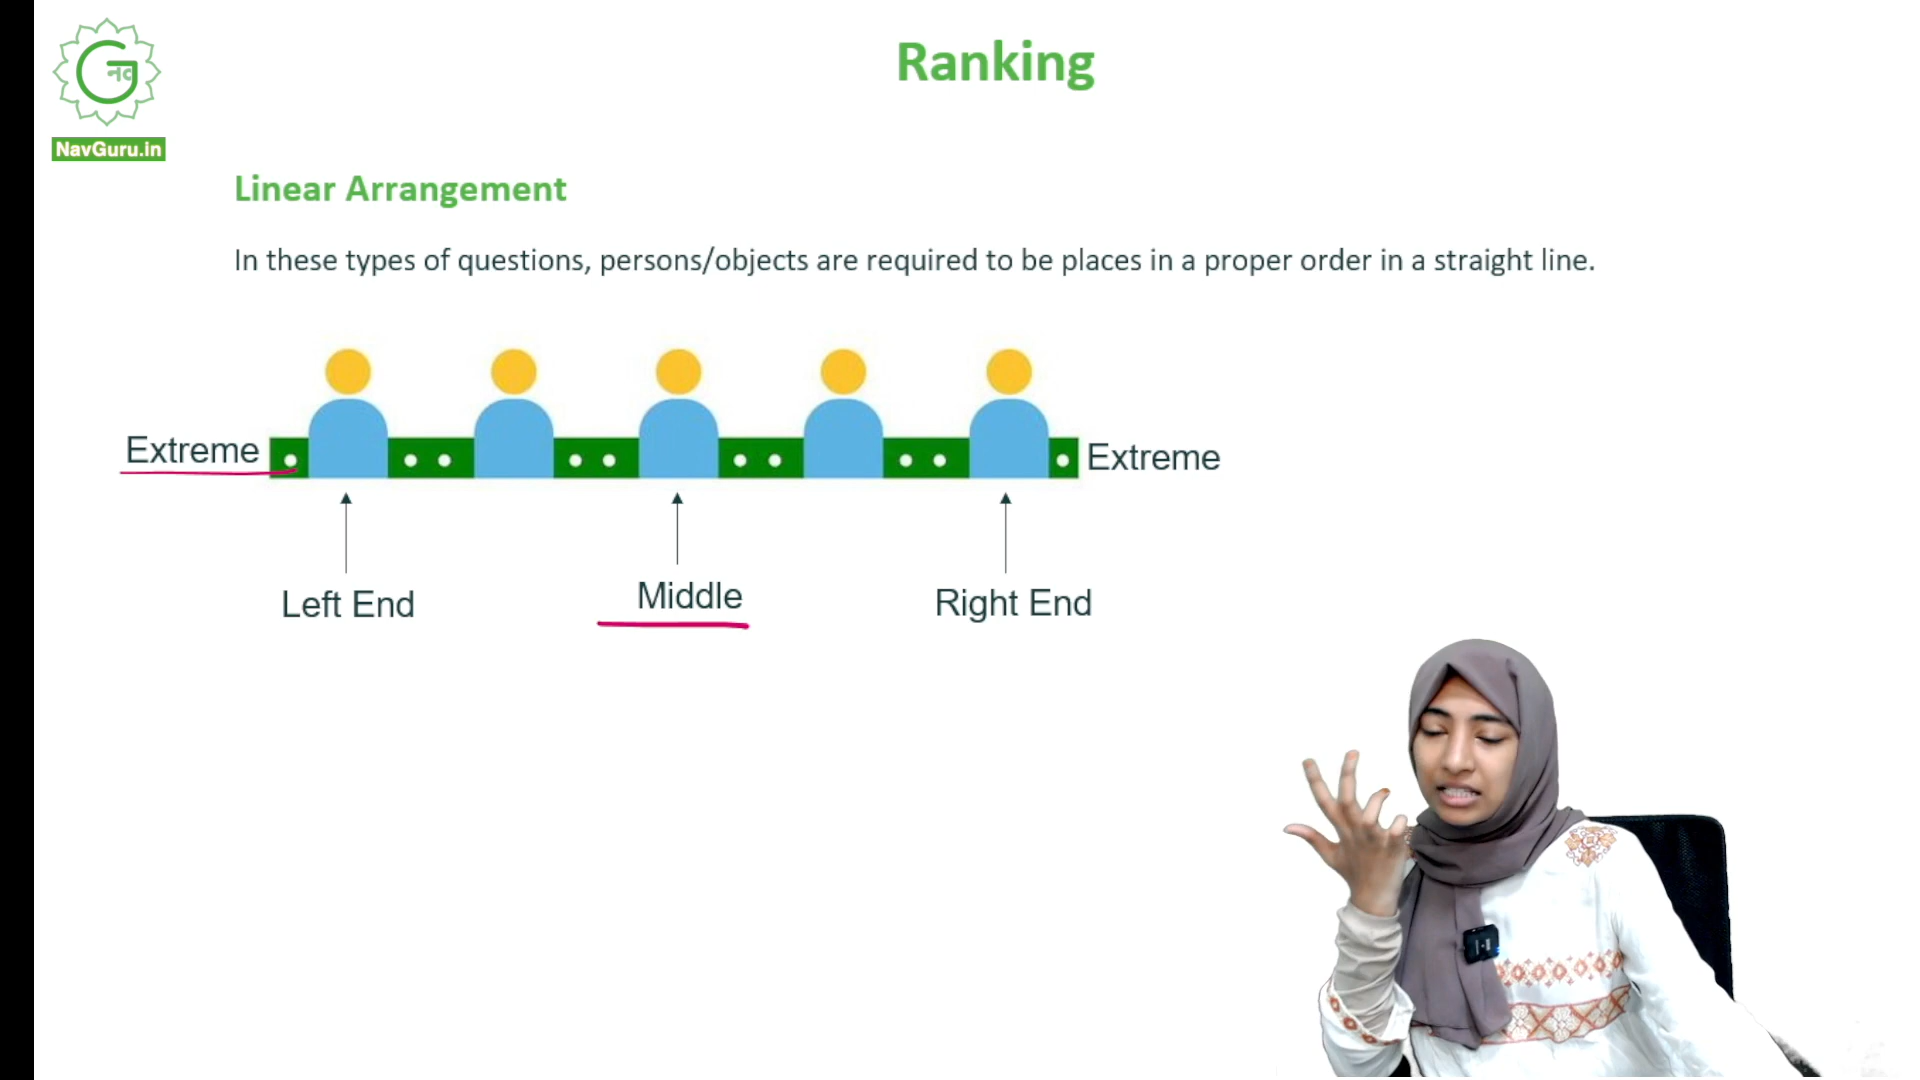 नव
NavGuru.in
Ranking
Linear Arrangement
In these types of questions, persons/objects are required to be places in a proper order in a straight line.
Extreme
Extreme
Left End
Middle
Right End